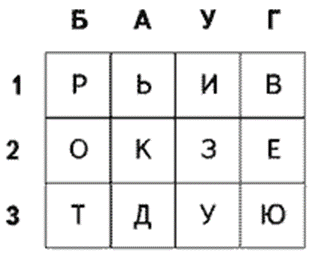 Б А У Г
1 Р Ь И В
2 О К З Е
3 Т Д У Ю